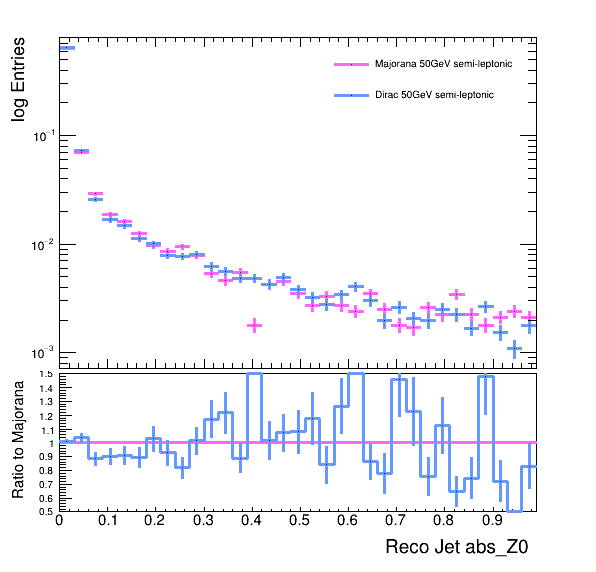 log Entries
Majorana 50GeV semi-leptonic
Dirac 50GeV semi-leptonic
10⁻¹
10⁻²
10⁻³
Ratio to Majorana
1.5
1.4
1.3
1.2
1.1
1
0.9
0.8
0.7
0.6
0.5
0 0.1 0.2 0.3 0.4 0.5 0.6 0.7 0.8 0.9
Reco Jet abs_Z0